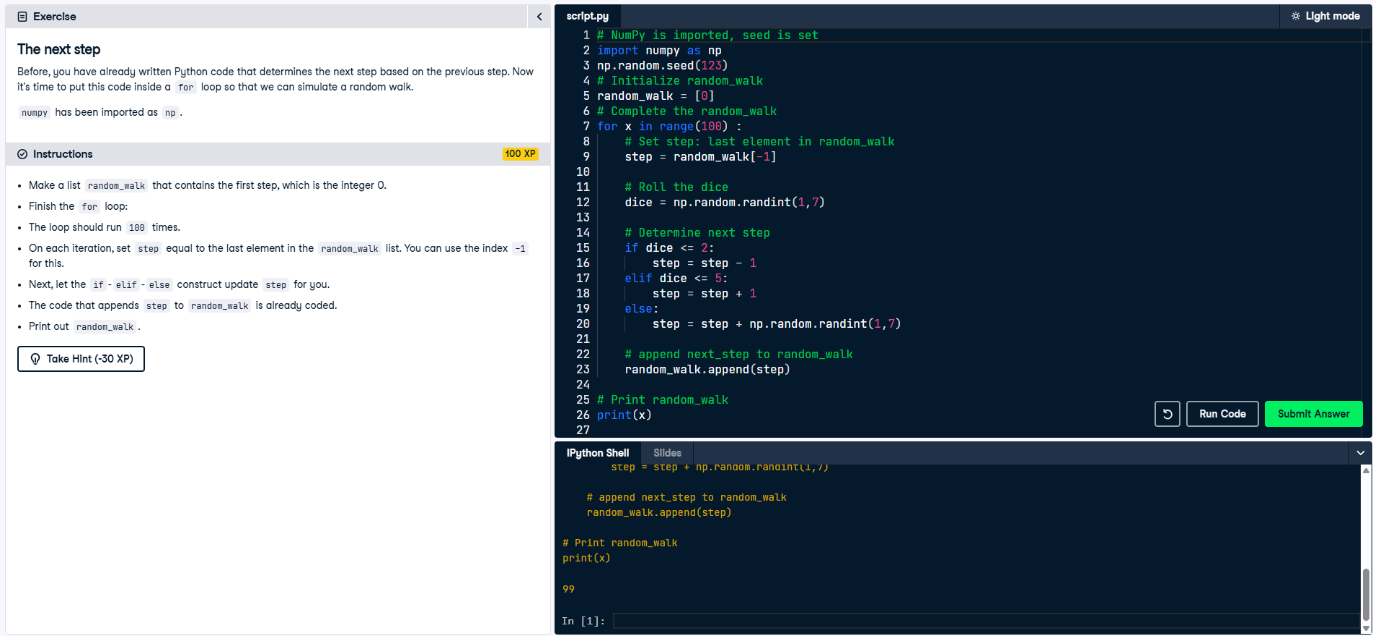 Exercise
The next step
Before, you have already written Python code that determines the next step based on the previous step. Now
it's time to put this code inside a for loop so that we can simulate a random walk.
numpy has been imported as np .
Instructions
100 XP
• Make a list random_walk that contains the first step, which is the integer 0.
• Finish the for loop:
• The loop should run 100 times.
• On each iteration, set step equal to the last element in the random_walk list. You can use the index -1
for this.
• Next, let the if - elif - else construct update step for you.
• The code that appends step to random_walk is already coded.
• Print out random_walk .
Take Hint (-30 XP)
script.py
Light mode
1 # NumPy is imported, seed is set
2 import numpy as np
3 np.random.seed(123)
4 # Initialize random_walk
5 random_walk = [0]
6 # Complete the random_walk
7 for x in range(100) :
8     # Set step: last element in random_walk
9     step = random_walk[-1]
10
11     # Roll the dice
12     dice = np.random.randint(1,7)
13
14     # Determine next step
15     if dice <= 2:
16         step = step - 1
17     elif dice <= 5:
18         step = step + 1
19     else:
20         step = step + np.random.randint(1,7)
21
22     # append next_step to random_walk
23     random_walk.append(step)
24
25 # Print random_walk
26 print(x)
27
Run Code
Submit Answer
IPython Shell
Slides
        step = step + np.random.randint(1,7)
    # append next_step to random_walk
    random_walk.append(step)
# Print random_walk
print(x)
99
In [1]: